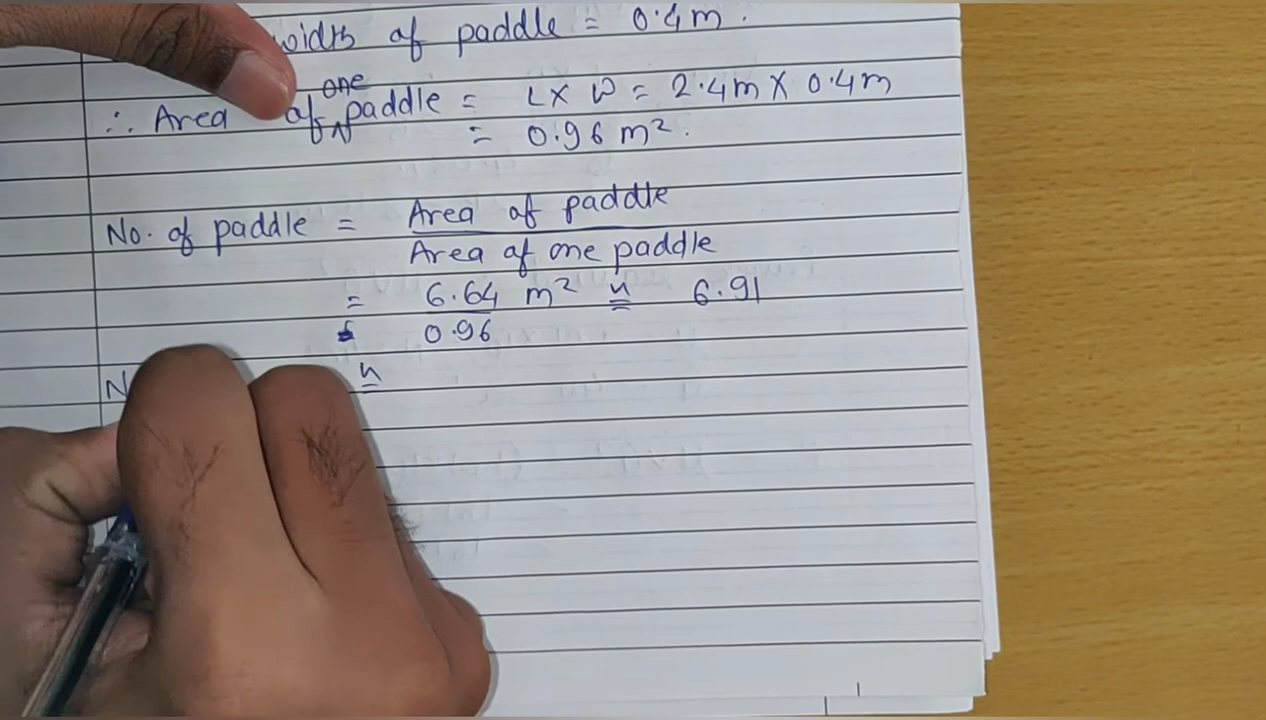 width of paddle = 0.4m.
∴ Area of one paddle = L X W = 2.4m X 0.4m
= 0.96 m².
No. of paddle = Area of paddle
Area of one paddle
= 6.64 m² ≈ 6.91
0.96
N ≈